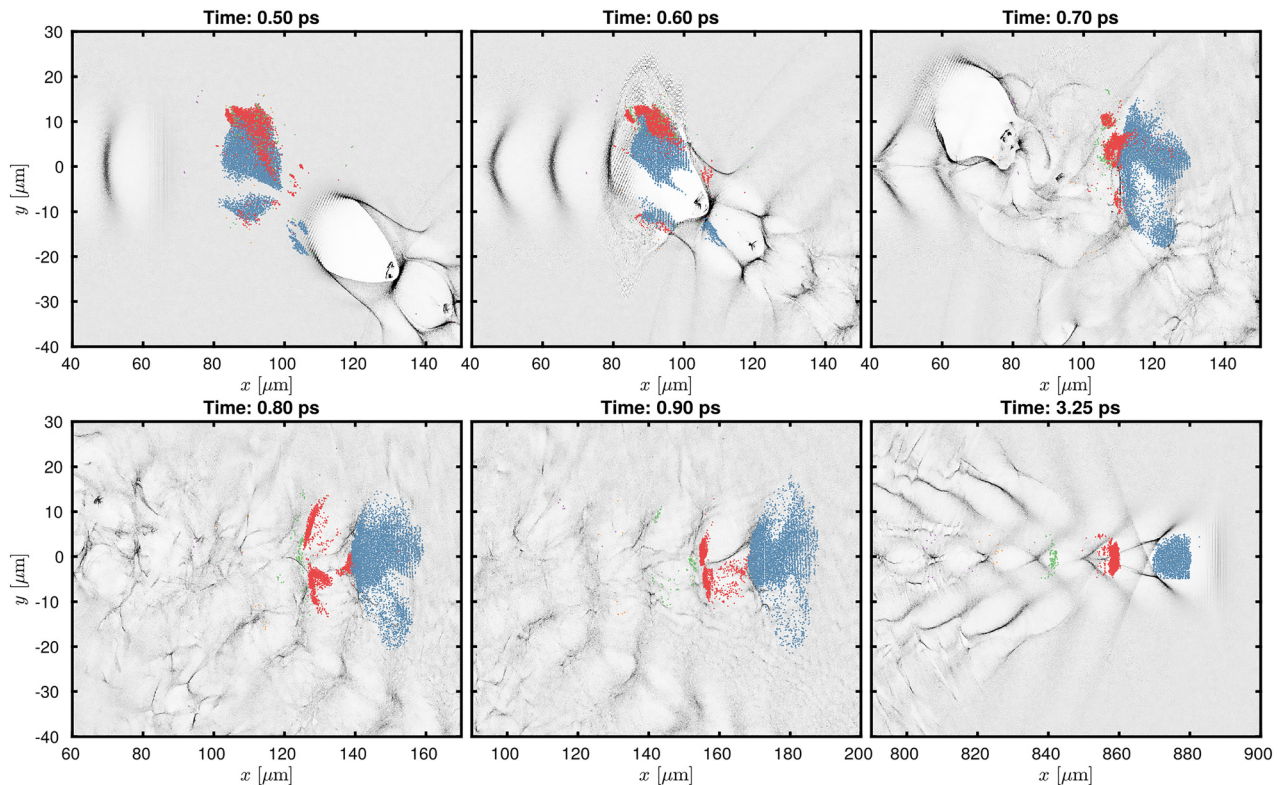 Time: 0.50 ps
Time: 0.60 ps
Time: 0.70 ps
30
20
10
0
-10
-20
-30
-40
y [μm]
40 60 80 100 120 140
40 60 80 100 120 140
40 60 80 100 120 140
x [μm]
x [μm]
x [μm]
Time: 0.80 ps
Time: 0.90 ps
Time: 3.25 ps
30
20
10
0
-10
-20
-30
-40
y [μm]
60 80 100 120 140 160
100 120 140 160 180 200
800 820 840 860 880 900
x [μm]
x [μm]
x [μm]